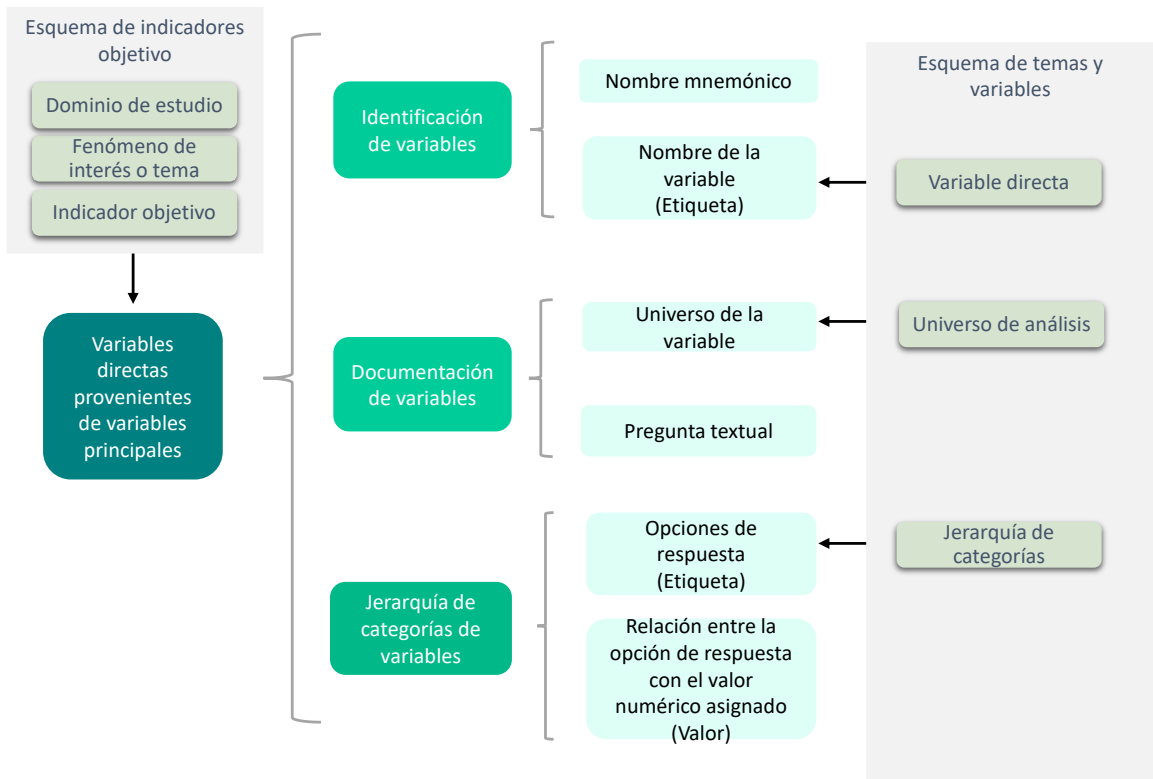 Esquema de indicadores
objetivo
Dominio de estudio
Fenómeno de
interés o tema
Indicador objetivo
Variables
directas
provenientes
de variables
principales
Identificación
de variables
Nombre mnemónico
Nombre de la
variable
(Etiqueta)
Documentación
de variables
Universo de la
variable
Pregunta textual
Jerarquía de
categorías de
variables
Opciones de
respuesta
(Etiqueta)
Relación entre la
opción de respuesta
con el valor
numérico asignado
(Valor)
Esquema de temas y
variables
Variable directa
Universo de análisis
Jerarquía de
categorías